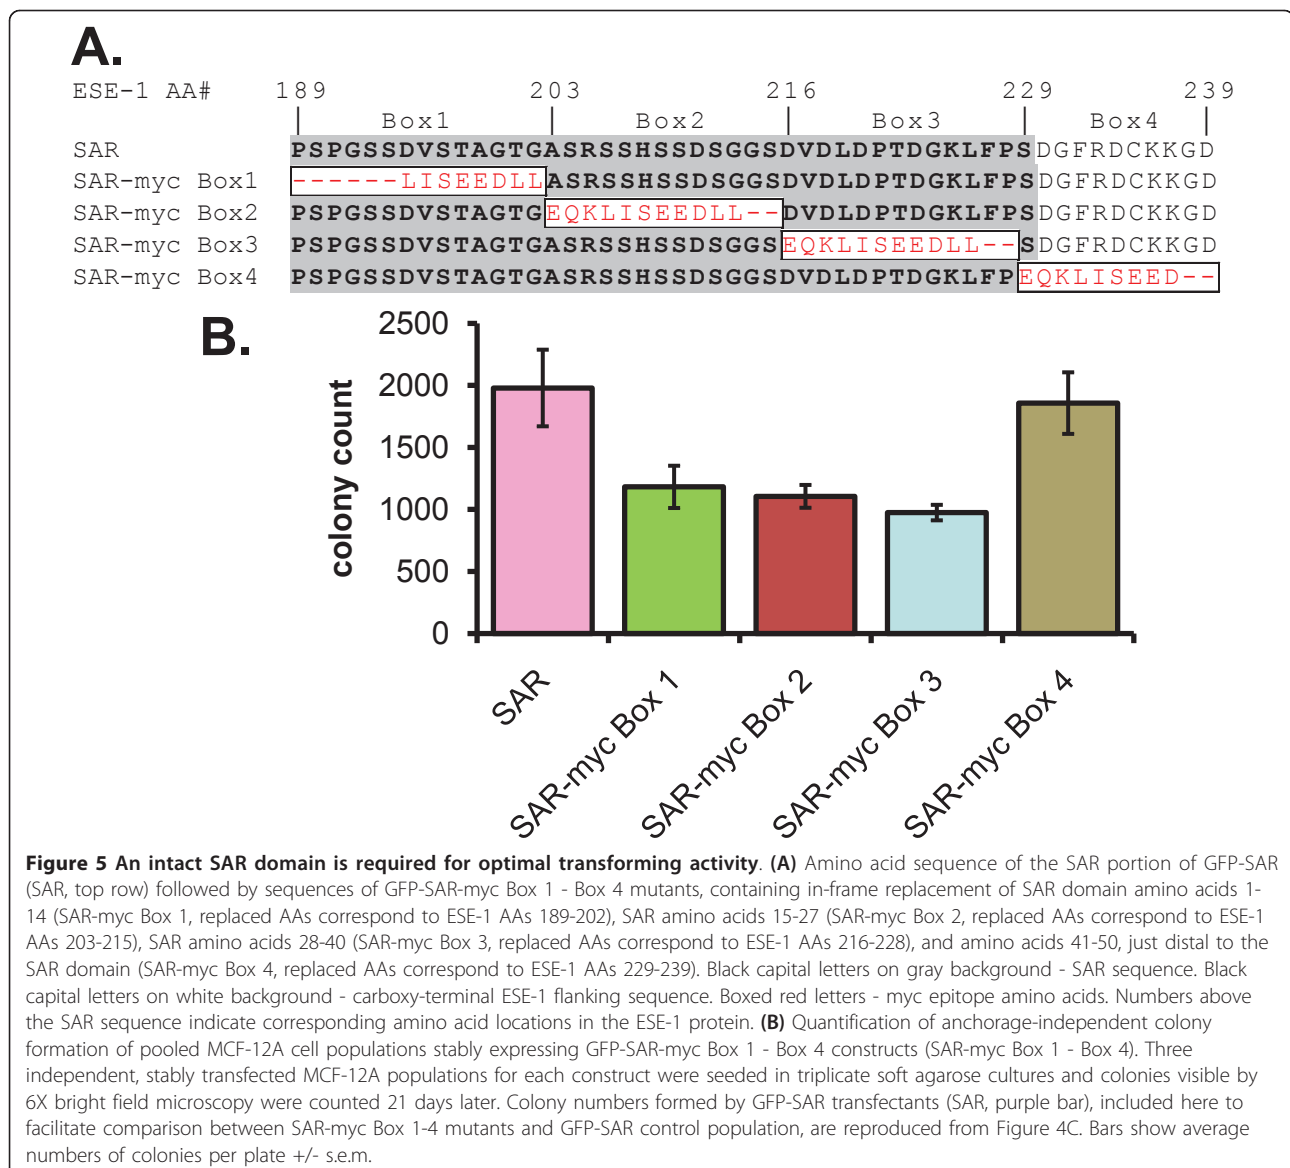 A.
ESE-1 AA# 189 203 216 229 239
Box1 Box2 Box3 Box4
SAR PSPGSSDVSTAGTGASRSSHSSDSGGSDVDLDPTDGKLFPSDGFRDCKKGD
SAR-myc Box1 ------LISEEDLLASRSSHSSDSGGSDVDLDPTDGKLFPSDGFRDCKKGD
SAR-myc Box2 PSPGSSDVSTAGTGEQKLISEEDLL--DVDLDPTDGKLFPSDGFRDCKKGD
SAR-myc Box3 PSPGSSDVSTAGTGASRSSHSSDSGGSEQKLISEEDLL--SDGFRDCKKGD
SAR-myc Box4 PSPGSSDVSTAGTGASRSSHSSDSGGSDVDLDPTDGKLFPEQKLISEED--
B.
colony count
2500
2000
1500
1000
500
0
SAR
SAR-myc Box 1
SAR-myc Box 2
SAR-myc Box 3
SAR-myc Box 4
Figure 5 An intact SAR domain is required for optimal transforming activity. (A) Amino acid sequence of the SAR portion of GFP-SAR
(SAR, top row) followed by sequences of GFP-SAR-myc Box 1 - Box 4 mutants, containing in-frame replacement of SAR domain amino acids 1-
14 (SAR-myc Box 1, replaced AAs correspond to ESE-1 AAs 189-202), SAR amino acids 15-27 (SAR-myc Box 2, replaced AAs correspond to ESE-1
AAs 203-215), SAR amino acids 28-40 (SAR-myc Box 3, replaced AAs correspond to ESE-1 AAs 216-228), and amino acids 41-50, just distal to the
SAR domain (SAR-myc Box 4, replaced AAs correspond to ESE-1 AAs 229-239). Black capital letters on gray background - SAR sequence. Black
capital letters on white background - carboxy-terminal ESE-1 flanking sequence. Boxed red letters - myc epitope amino acids. Numbers above
the SAR sequence indicate corresponding amino acid locations in the ESE-1 protein. (B) Quantification of anchorage-independent colony
formation of pooled MCF-12A cell populations stably expressing GFP-SAR-myc Box 1 - Box 4 constructs (SAR-myc Box 1 - Box 4). Three
independent, stably transfected MCF-12A populations for each construct were seeded in triplicate soft agarose cultures and colonies visible by
6X bright field microscopy were counted 21 days later. Colony numbers formed by GFP-SAR transfectants (SAR, purple bar), included here to
facilitate comparison between SAR-myc Box 1-4 mutants and GFP-SAR control population, are reproduced from Figure 4C. Bars show average
numbers of colonies per plate +/- s.e.m.